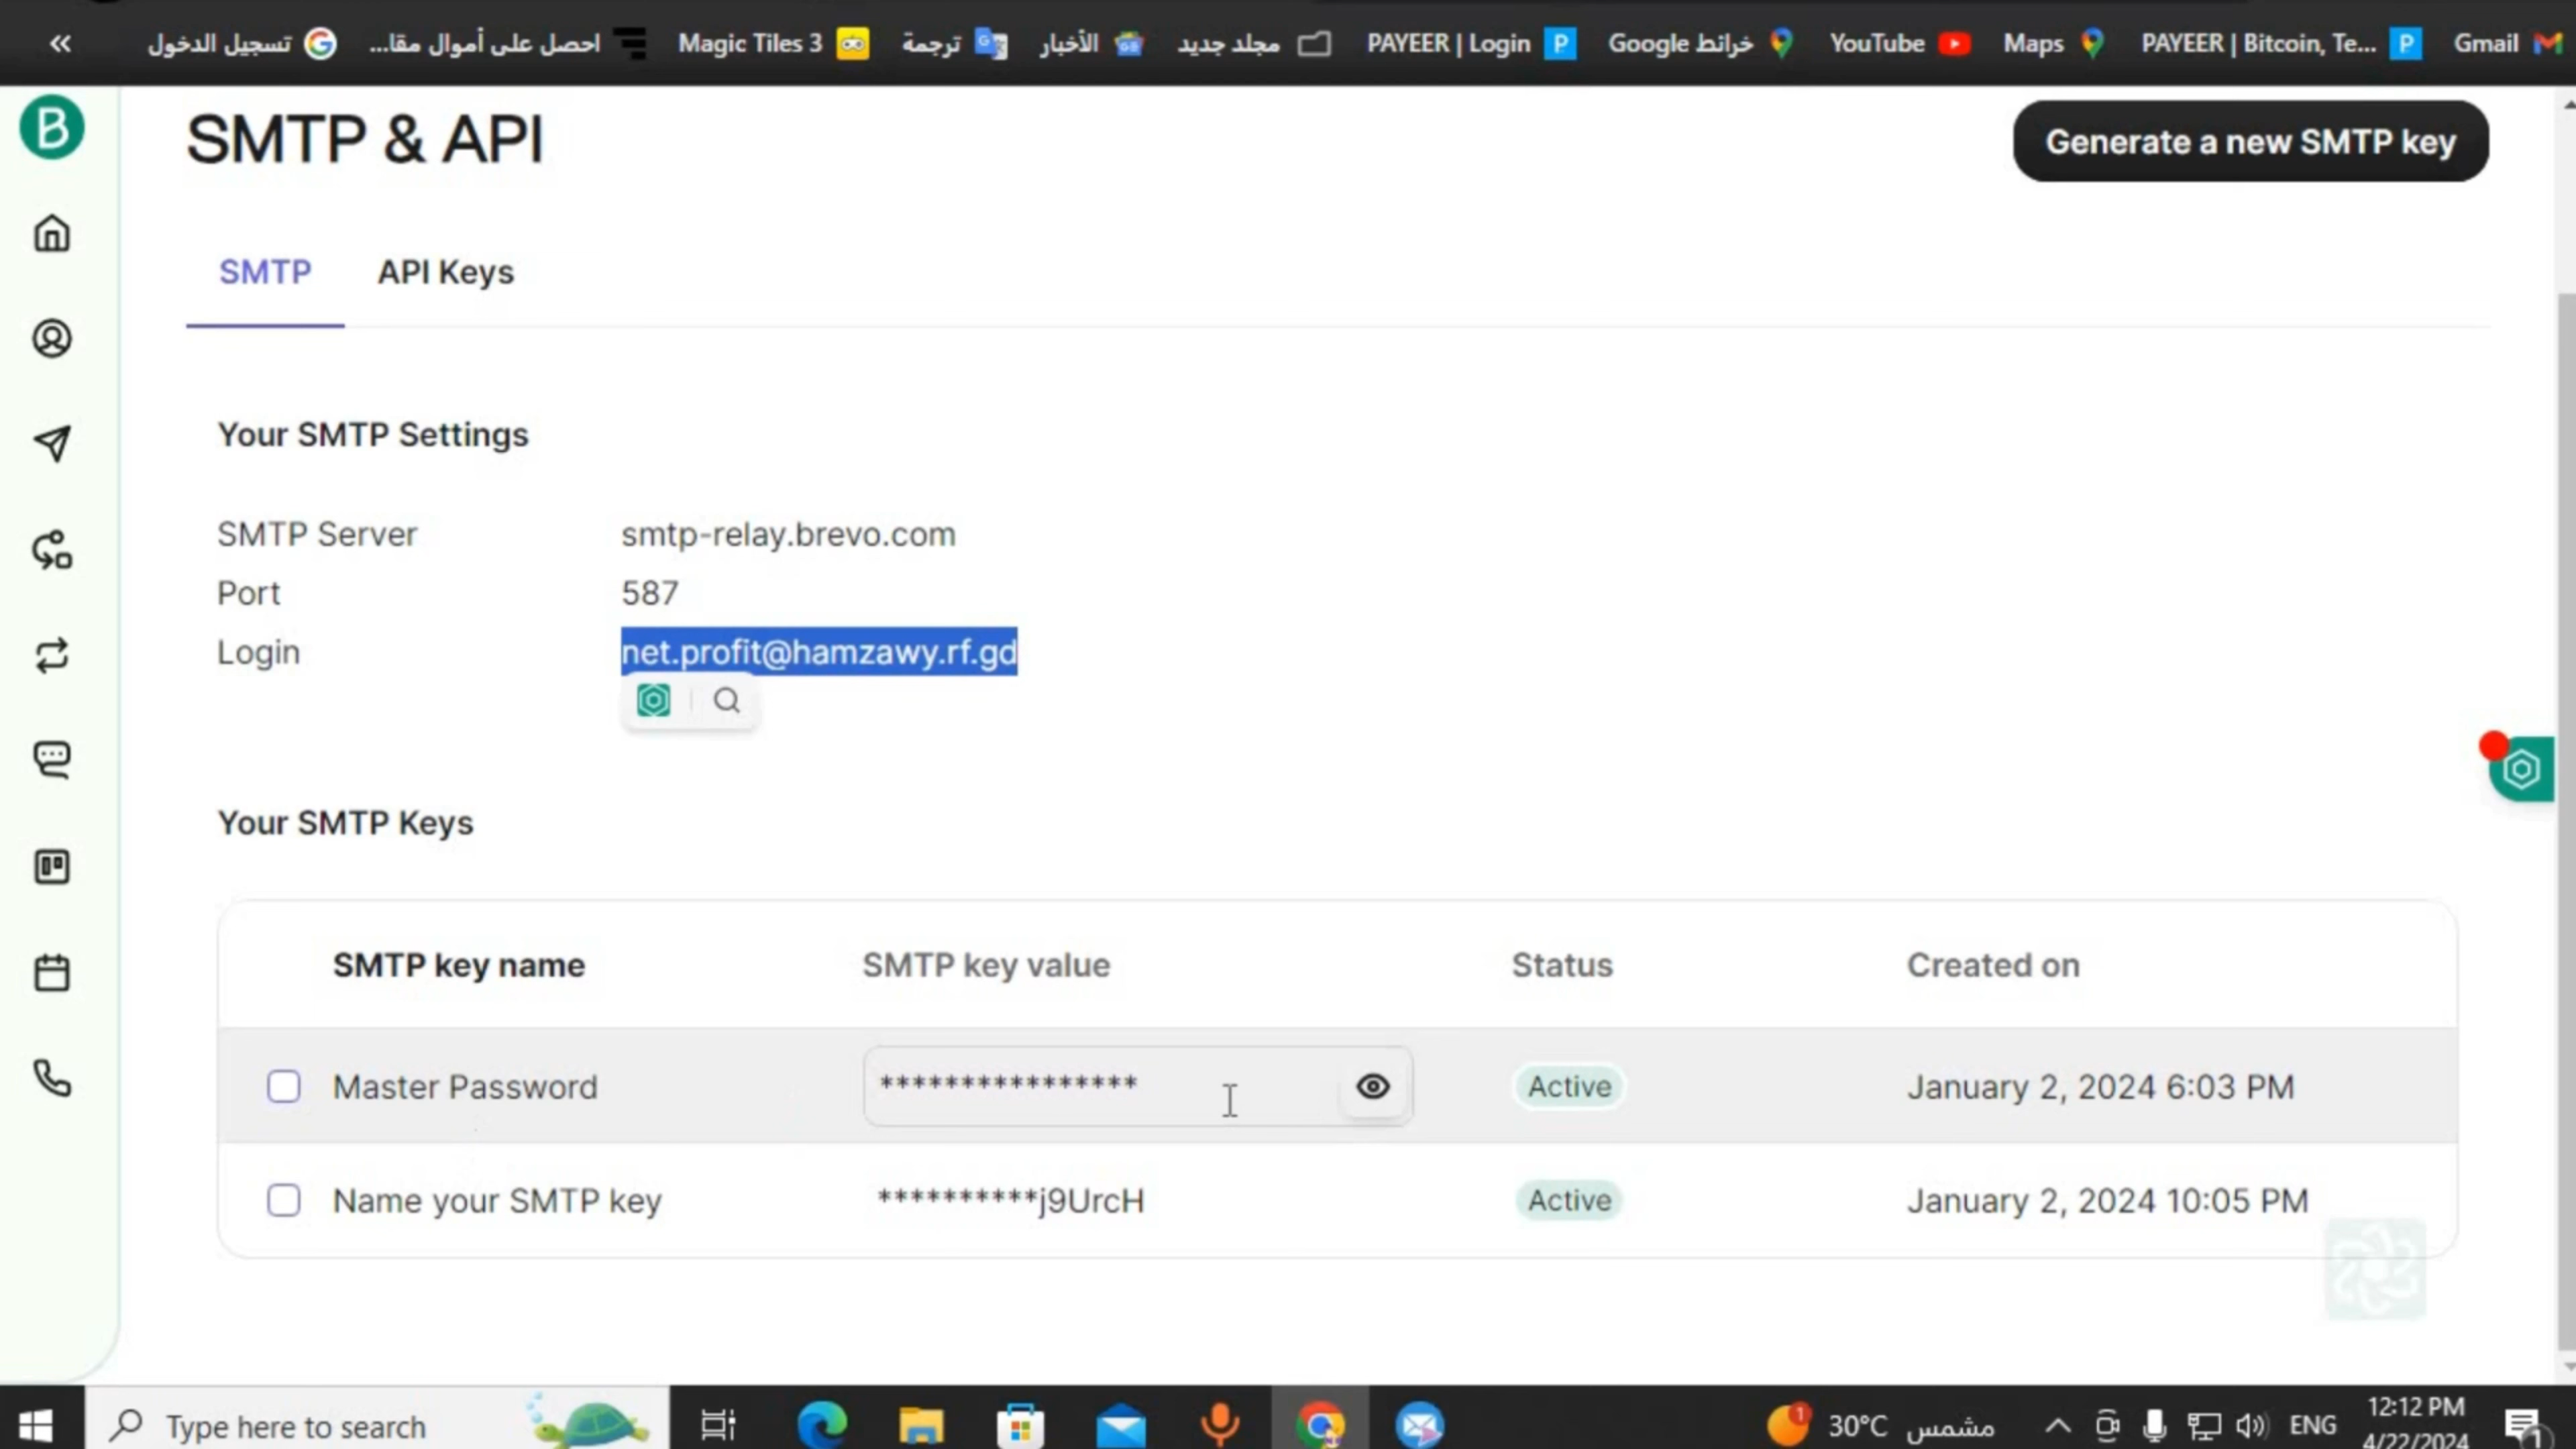 « تسجيل الدخول احصل على أموال مقا... Magic Tiles 3 ترجمة الأخبار مجلد جديد PAYEER | Login Google خرائط YouTube Maps PAYEER | Bitcoin, Te... Gmail
SMTP & API
Generate a new SMTP key
SMTP API Keys
Your SMTP Settings
SMTP Server smtp-relay.brevo.com
Port 587
Login net.profit@hamzawy.rf.gd
Your SMTP Keys
SMTP key name SMTP key value Status Created on
Master Password **************** Active January 2, 2024 6:03 PM
Name your SMTP key **********j9UrcH Active January 2, 2024 10:05 PM
Type here to search 1 30°C مشمس ENG 12:12 PM
4/22/2024 1